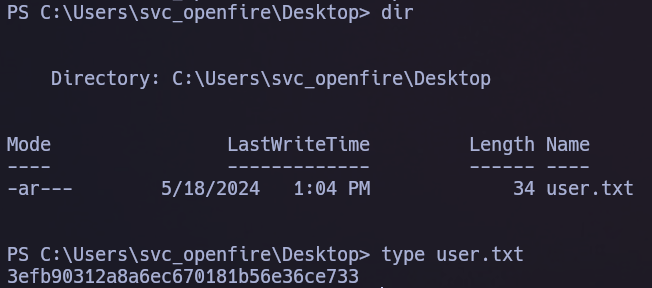 PS C:\Users\svc_openfire\Desktop> dir
Directory: C:\Users\svc_openfire\Desktop
Mode LastWriteTime Length Name
---- ------------- ------ ----
-ar--- 5/18/2024 1:04 PM 34 user.txt
PS C:\Users\svc_openfire\Desktop> type user.txt
3efb90312a8a6ec670181b56e36ce733